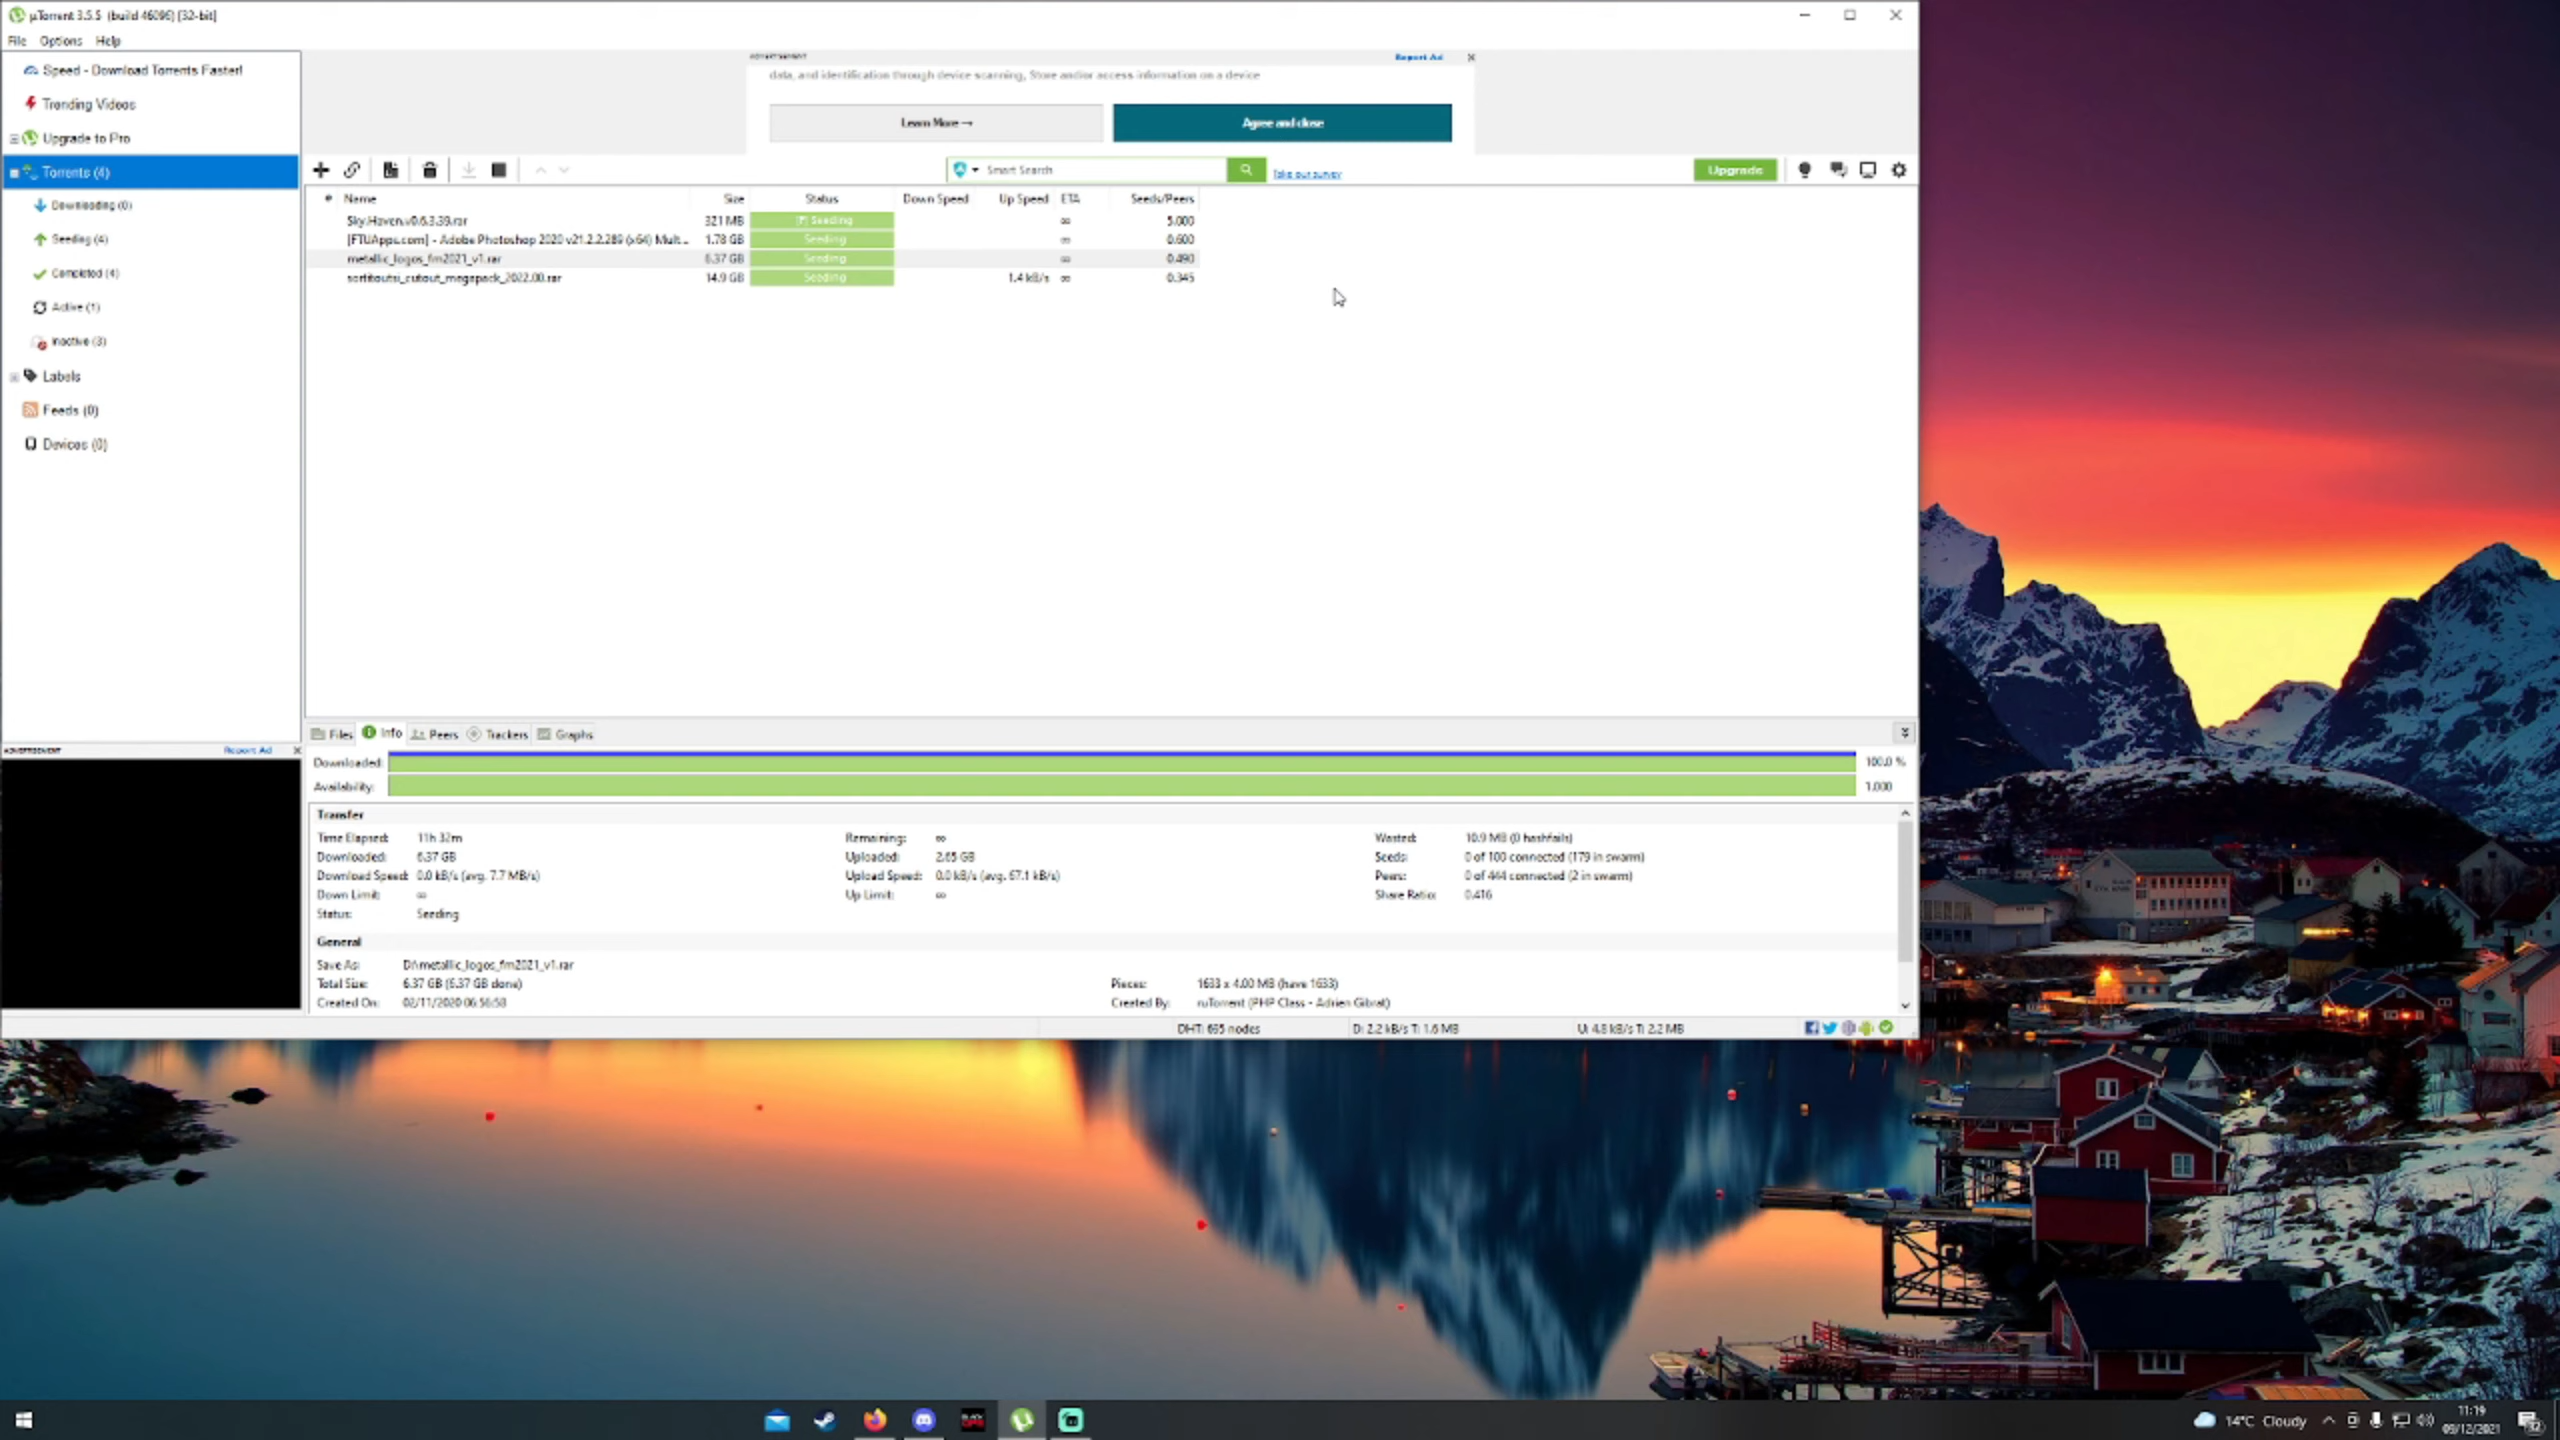 µTorrent 3.5.5 (build 46096) [32-bit]
File Options Help
Speed - Download Torrents Faster!
Trending Videos
Upgrade to Pro
Torrents (4)
Downloading (0)
Seeding (4)
Completed (4)
Active (1)
Inactive (3)
Labels
Feeds (0)
Devices (0)
ADVERTISEMENT Report Ad
ADVERTISEMENT Report Ad
data, and identification through device scanning, Store and/or access information on a device
Learn More → Agree and close
Smart Search Take our survey Upgrade
Name Size Status Down Speed Up Speed ETA Seeds/Peers
Sky.Haven.v0.6.3.39.rar 321 MB [F] Seeding ∞ 5.000
[FTUApps.com] - Adobe Photoshop 2020 v21.2.2.289 (x64) Mult... 1.78 GB Seeding ∞ 0.600
metallic_logos_fm2021_v1.rar 6.37 GB Seeding ∞ 0.490
sortitoutsi_cutout_megapack_2022.00.rar 14.9 GB Seeding 1.4 kB/s ∞ 0.345
Files Info Peers Trackers Graphs
Downloaded: 100.0 %
Availability: 1.000
Transfer
Time Elapsed: 11h 32m Remaining: ∞ Wasted: 10.9 MB (0 hashfails)
Downloaded: 6.37 GB Uploaded: 2.65 GB Seeds: 0 of 100 connected (179 in swarm)
Download Speed: 0.0 kB/s (avg. 7.7 MB/s) Upload Speed: 0.0 kB/s (avg. 67.1 kB/s) Peers: 0 of 444 connected (2 in swarm)
Down Limit: ∞ Up Limit: ∞ Share Ratio: 0.416
Status: Seeding
General
Save As: D:\metallic_logos_fm2021_v1.rar
Total Size: 6.37 GB (6.37 GB done) Pieces: 1633 x 4.00 MB (have 1633)
Created On: 02/11/2020 06:56:58 Created By: ruTorrent (PHP Class - Adrien Gibrat)
DHT: 695 nodes D: 2.2 kB/s T: 1.6 MB U: 4.8 kB/s T: 2.2 MB
14°C Cloudy
11:19
09/12/2021